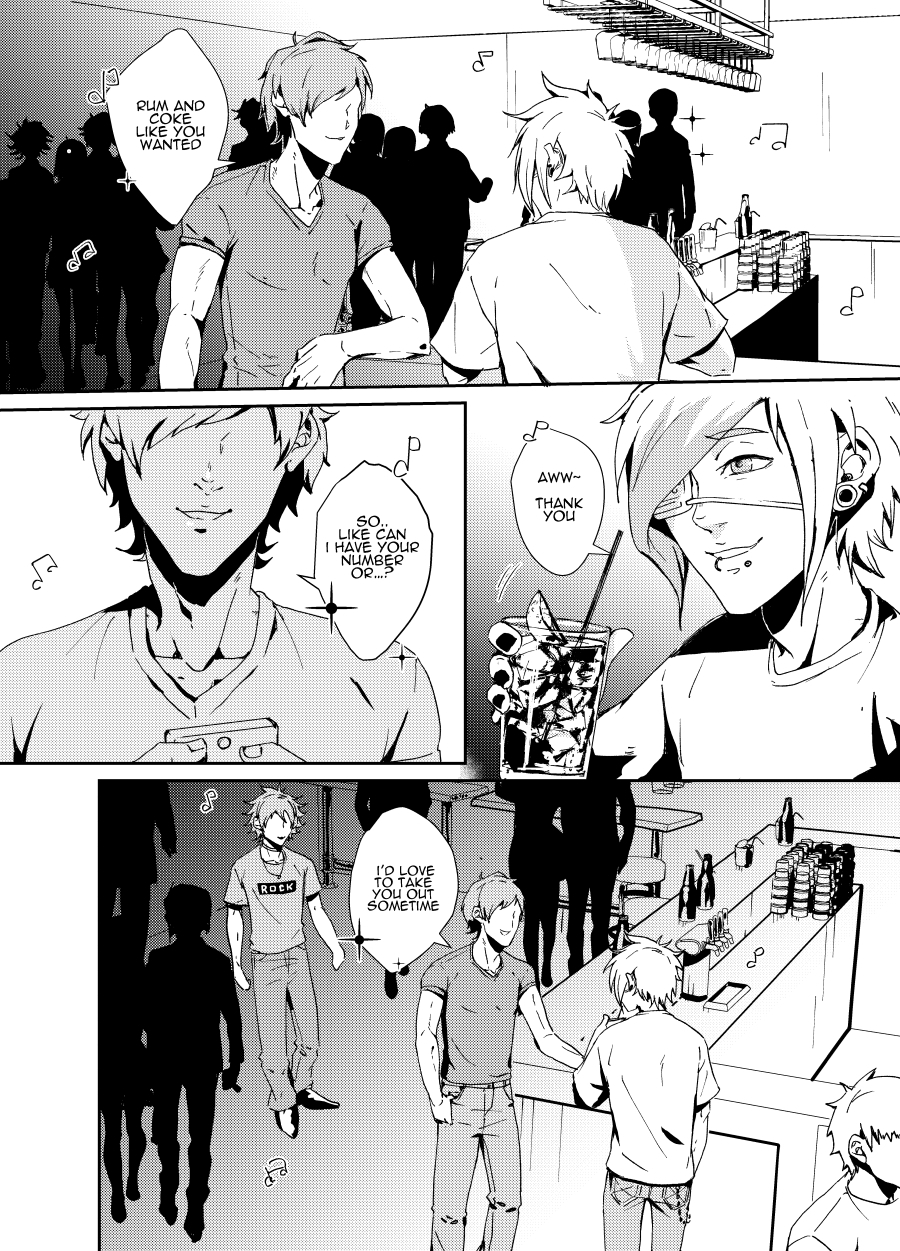 RUM AND
COKE
LIKE YOU
WANTED
AWW~
THANK
YOU
SO..
LIKE CAN
I HAVE YOUR
NUMBER
OR...?
I'D LOVE
TO TAKE
YOU OUT
SOMETIME
ROCK